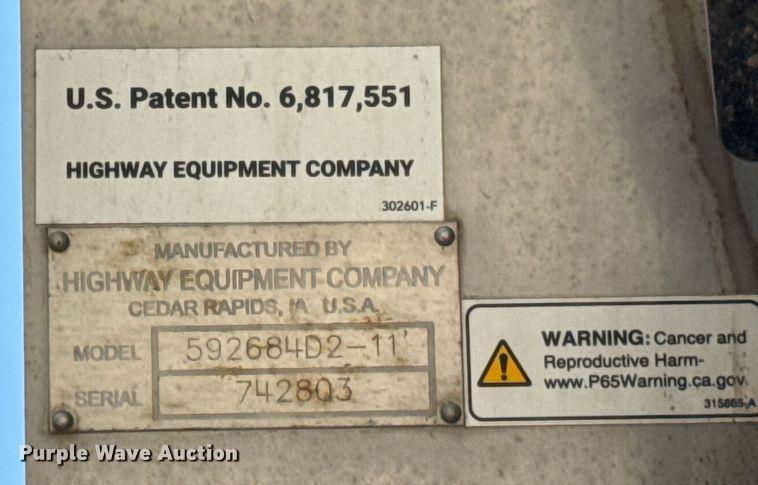 U.S. Patent No. 6,817,551
HIGHWAY EQUIPMENT COMPANY
302601-F
MANUFACTURED BY
HIGHWAY EQUIPMENT COMPANY
CEDAR RAPIDS, IA U.S.A.
MODEL 592684D2-11'
SERIAL 742803
WARNING: Cancer and
Reproductive Harm-
www.P65Warning.ca.gov
315865-A
Purple Wave Auction